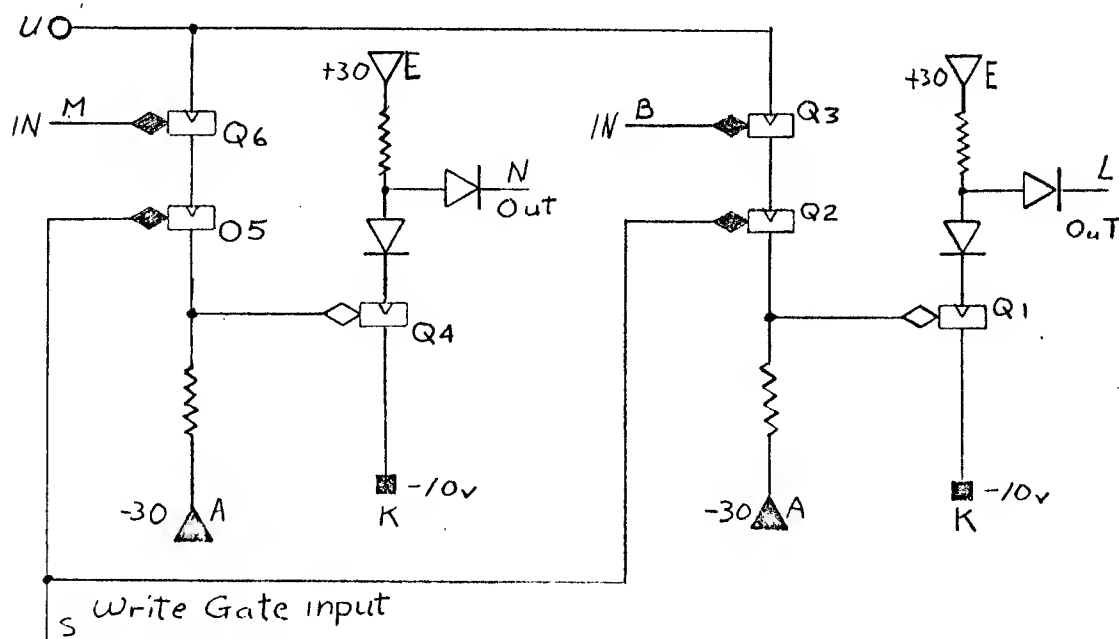 U
+30 E
+30 E
IN M
Q6
IN B
Q3
N
Out
L
OuT
O5
Q2
Q4
Q1
-10v
K
-10v
K
-30 A
-30 A
S Write Gate input